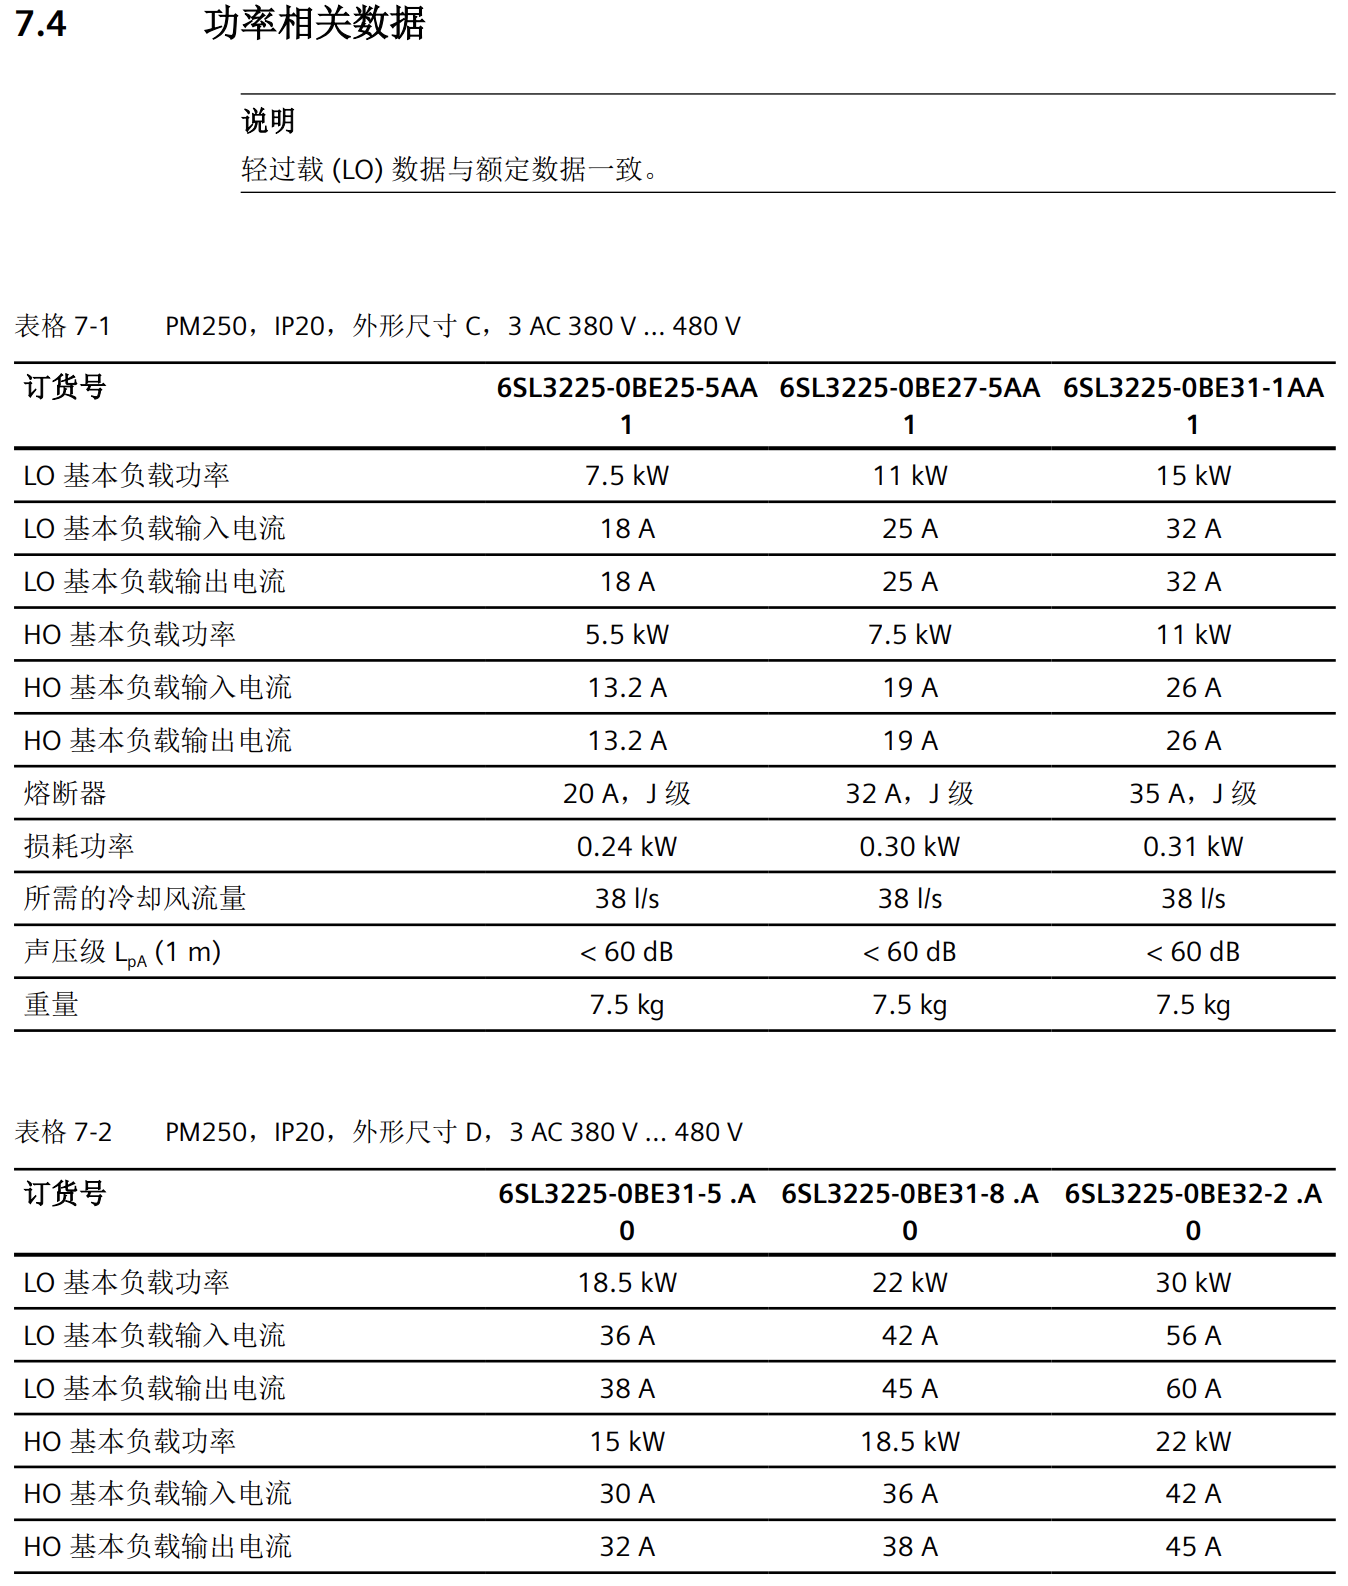 7.4 功率相关数据
说明
轻过载 (LO) 数据与额定数据一致。
表格 7-1 PM250，IP20，外形尺寸 C，3 AC 380 V ... 480 V
订货号 6SL3225-0BE25-5AA 6SL3225-0BE27-5AA 6SL3225-0BE31-1AA
1 1 1
LO 基本负载功率 7.5 kW 11 kW 15 kW
LO 基本负载输入电流 18 A 25 A 32 A
LO 基本负载输出电流 18 A 25 A 32 A
HO 基本负载功率 5.5 kW 7.5 kW 11 kW
HO 基本负载输入电流 13.2 A 19 A 26 A
HO 基本负载输出电流 13.2 A 19 A 26 A
熔断器 20 A，J 级 32 A，J 级 35 A，J 级
损耗功率 0.24 kW 0.30 kW 0.31 kW
所需的冷却风流量 38 l/s 38 l/s 38 l/s
声压级 LpA (1 m) < 60 dB < 60 dB < 60 dB
重量 7.5 kg 7.5 kg 7.5 kg
表格 7-2 PM250，IP20，外形尺寸 D，3 AC 380 V ... 480 V
订货号 6SL3225-0BE31-5 .A 6SL3225-0BE31-8 .A 6SL3225-0BE32-2 .A
0 0 0
LO 基本负载功率 18.5 kW 22 kW 30 kW
LO 基本负载输入电流 36 A 42 A 56 A
LO 基本负载输出电流 38 A 45 A 60 A
HO 基本负载功率 15 kW 18.5 kW 22 kW
HO 基本负载输入电流 30 A 36 A 42 A
HO 基本负载输出电流 32 A 38 A 45 A